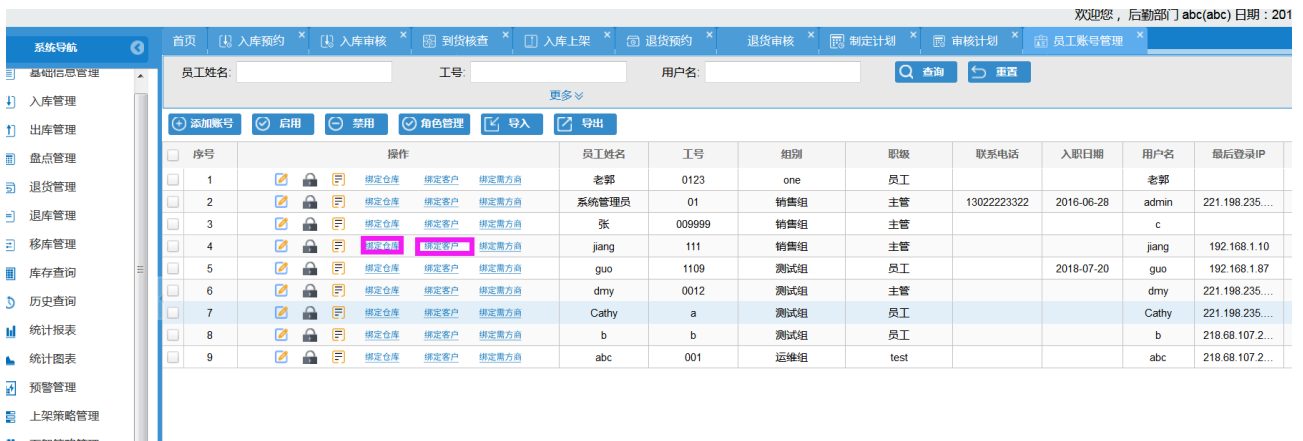 欢迎您， 后勤部门 abc(abc) 日期：201
系统导航
首页 入库预约 入库审核 到货核查 入库上架 退货预约 退货审核 制定计划 审核计划 员工账号管理
基础信息管理
入库管理
出库管理
盘点管理
退货管理
退库管理
移库管理
库存查询
历史查询
统计报表
统计图表
预警管理
上架策略管理
员工姓名: 工号: 用户名: 查询 重置
更多
添加账号 启用 禁用 角色管理 导入 导出
序号 操作 员工姓名 工号 组别 职级 联系电话 入职日期 用户名 最后登录IP
1 绑定仓库 绑定客户 绑定需方商 老郭 0123 one 员工 老郭
2 绑定仓库 绑定客户 绑定需方商 系统管理员 01 销售组 主管 13022223322 2016-06-28 admin 221.198.235....
3 绑定仓库 绑定客户 绑定需方商 张 009999 销售组 主管 c
4 绑定仓库 绑定客户 绑定需方商 jiang 111 销售组 主管 jiang 192.168.1.10
5 绑定仓库 绑定客户 绑定需方商 guo 1109 测试组 员工 2018-07-20 guo 192.168.1.87
6 绑定仓库 绑定客户 绑定需方商 dmy 0012 测试组 主管 dmy 221.198.235....
7 绑定仓库 绑定客户 绑定需方商 Cathy a 测试组 员工 Cathy 221.198.235....
8 绑定仓库 绑定客户 绑定需方商 b b 测试组 员工 b 218.68.107.2...
9 绑定仓库 绑定客户 绑定需方商 abc 001 运维组 test abc 218.68.107.2...